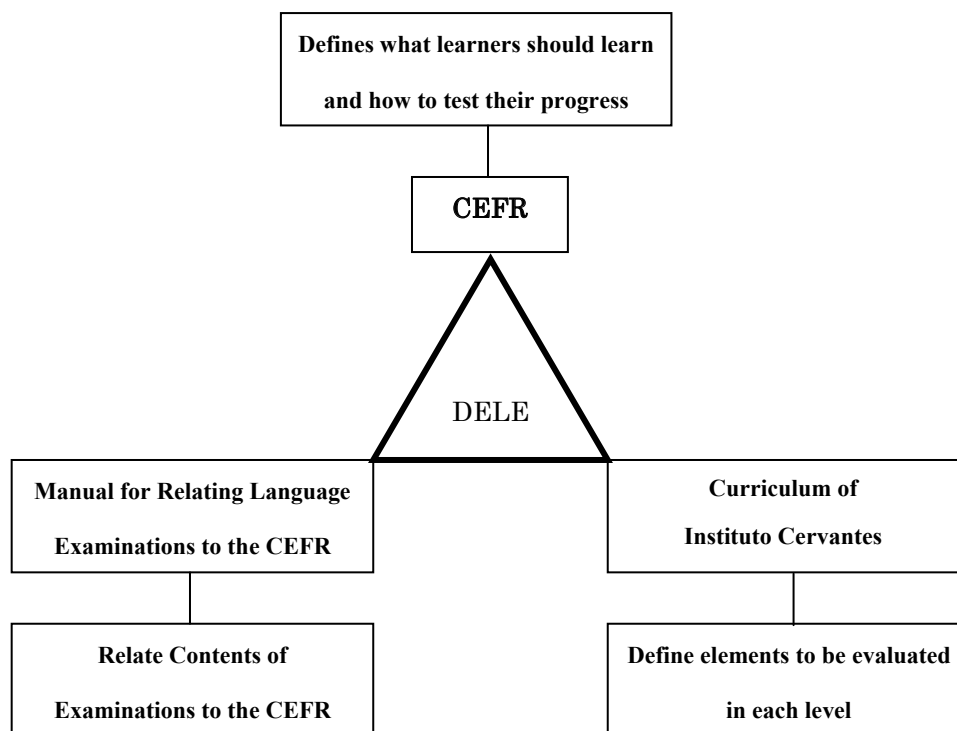 Defines what learners should learn
and how to test their progress
CEFR
DELE
Manual for Relating Language
Examinations to the CEFR
Curriculum of
Instituto Cervantes
Relate Contents of
Examinations to the CEFR
Define elements to be evaluated
in each level